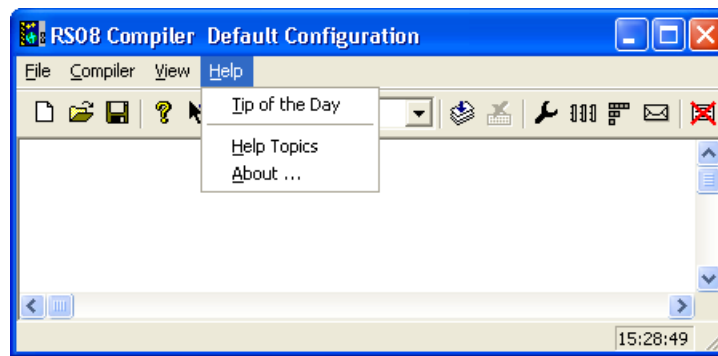 RS08 Compiler Default Configuration
File Compiler View Help
Tip of the Day
Help Topics
About ...
15:28:49